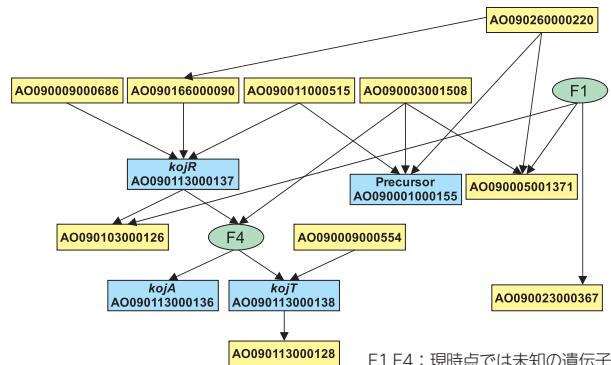 AO090260000220
AO090009000686
AO090166000090
AO090011000515
AO090003001508
F1
kojR
AO090113000137
Precursor
AO090001000155
AO090005001371
AO090103000126
F4
AO090009000554
kojA
AO090113000136
kojT
AO090113000138
AO090023000367
AO090113000128
F1,F4：現時点では未知の遺伝子